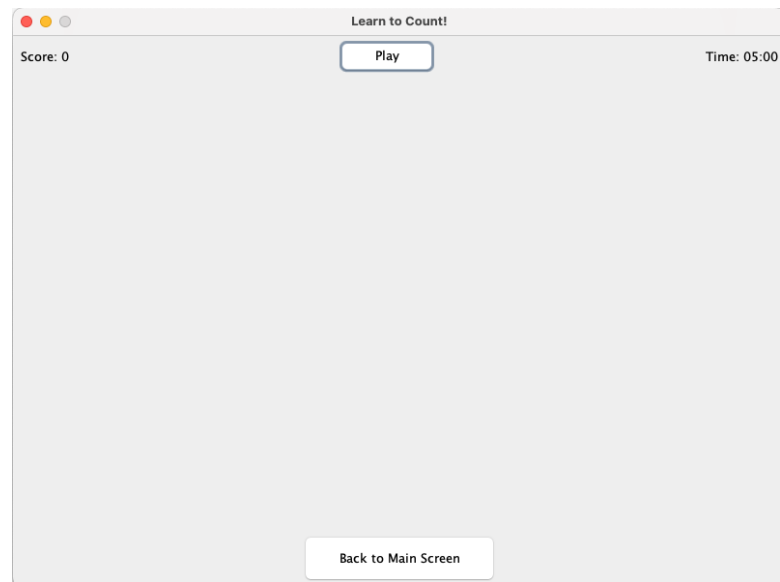 Learn to Count!
Score: 0
Play
Time: 05:00
Back to Main Screen